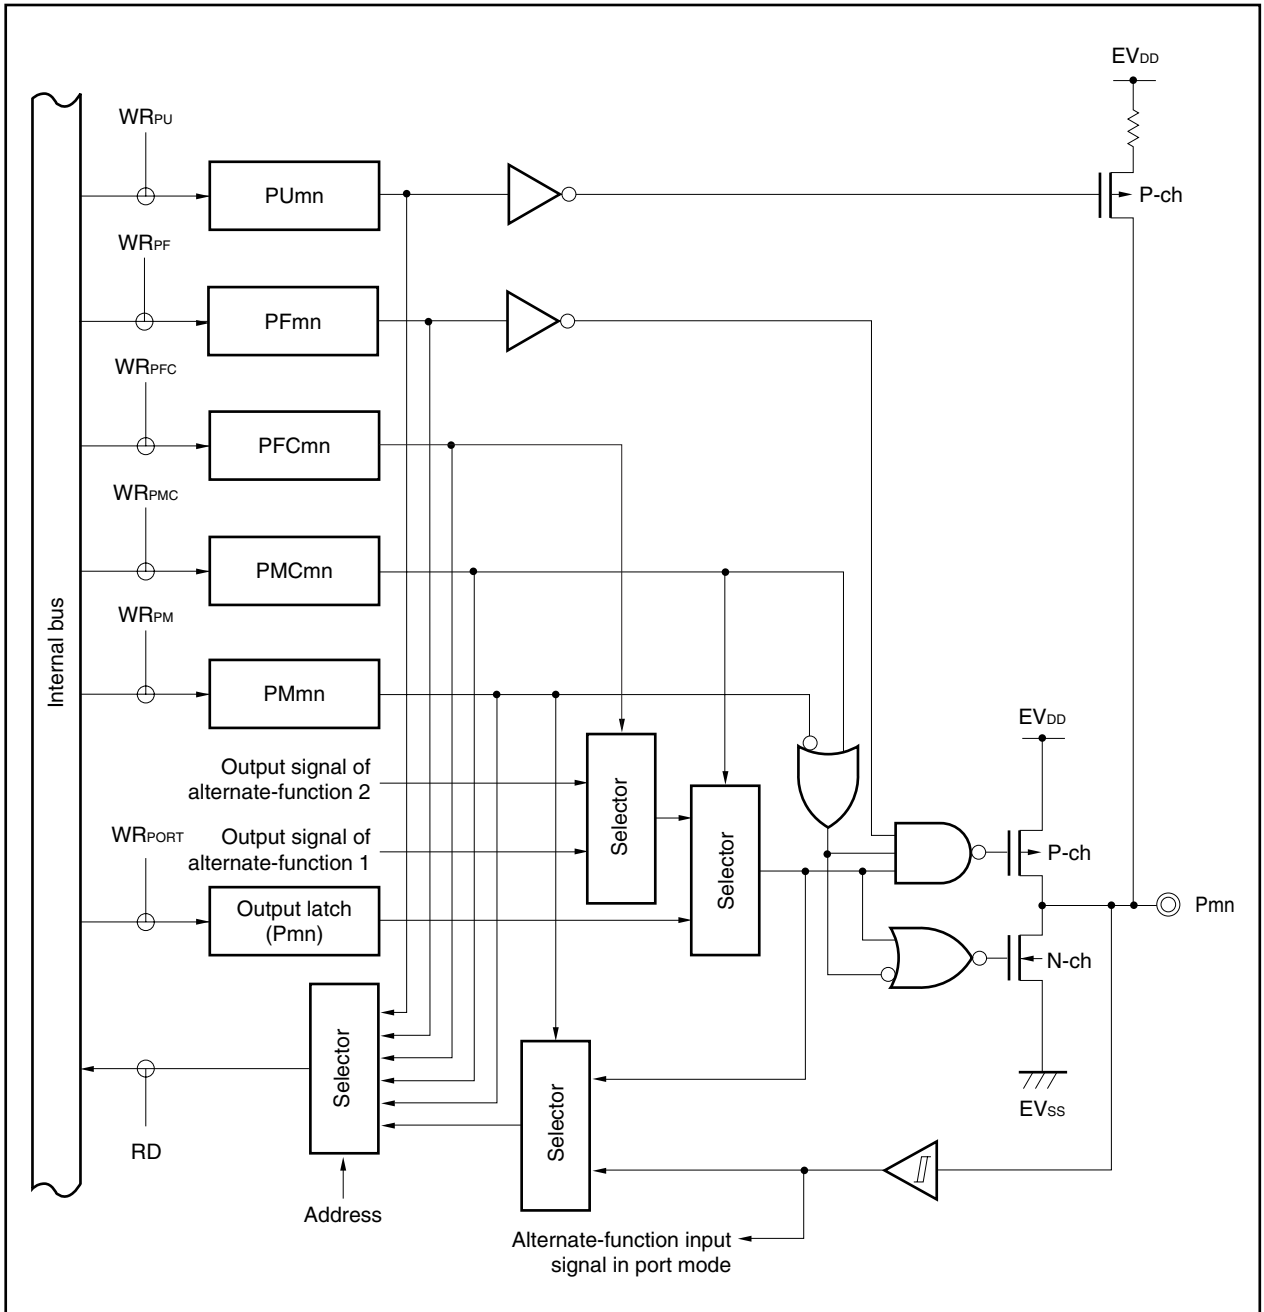 EVDD
WRPU
PUmn
P-ch
WRPF
PFmn
WRPFC
PFCmn
WRPMC
PMCmn
Internal bus
WRPM
PMmn
EVDD
Output signal of
alternate-function 2
Selector
Selector
WRPORT
Output signal of
alternate-function 1
P-ch
Output latch
(Pmn)
Pmn
N-ch
Selector
Selector
EVSS
RD
Address
Alternate-function input
signal in port mode